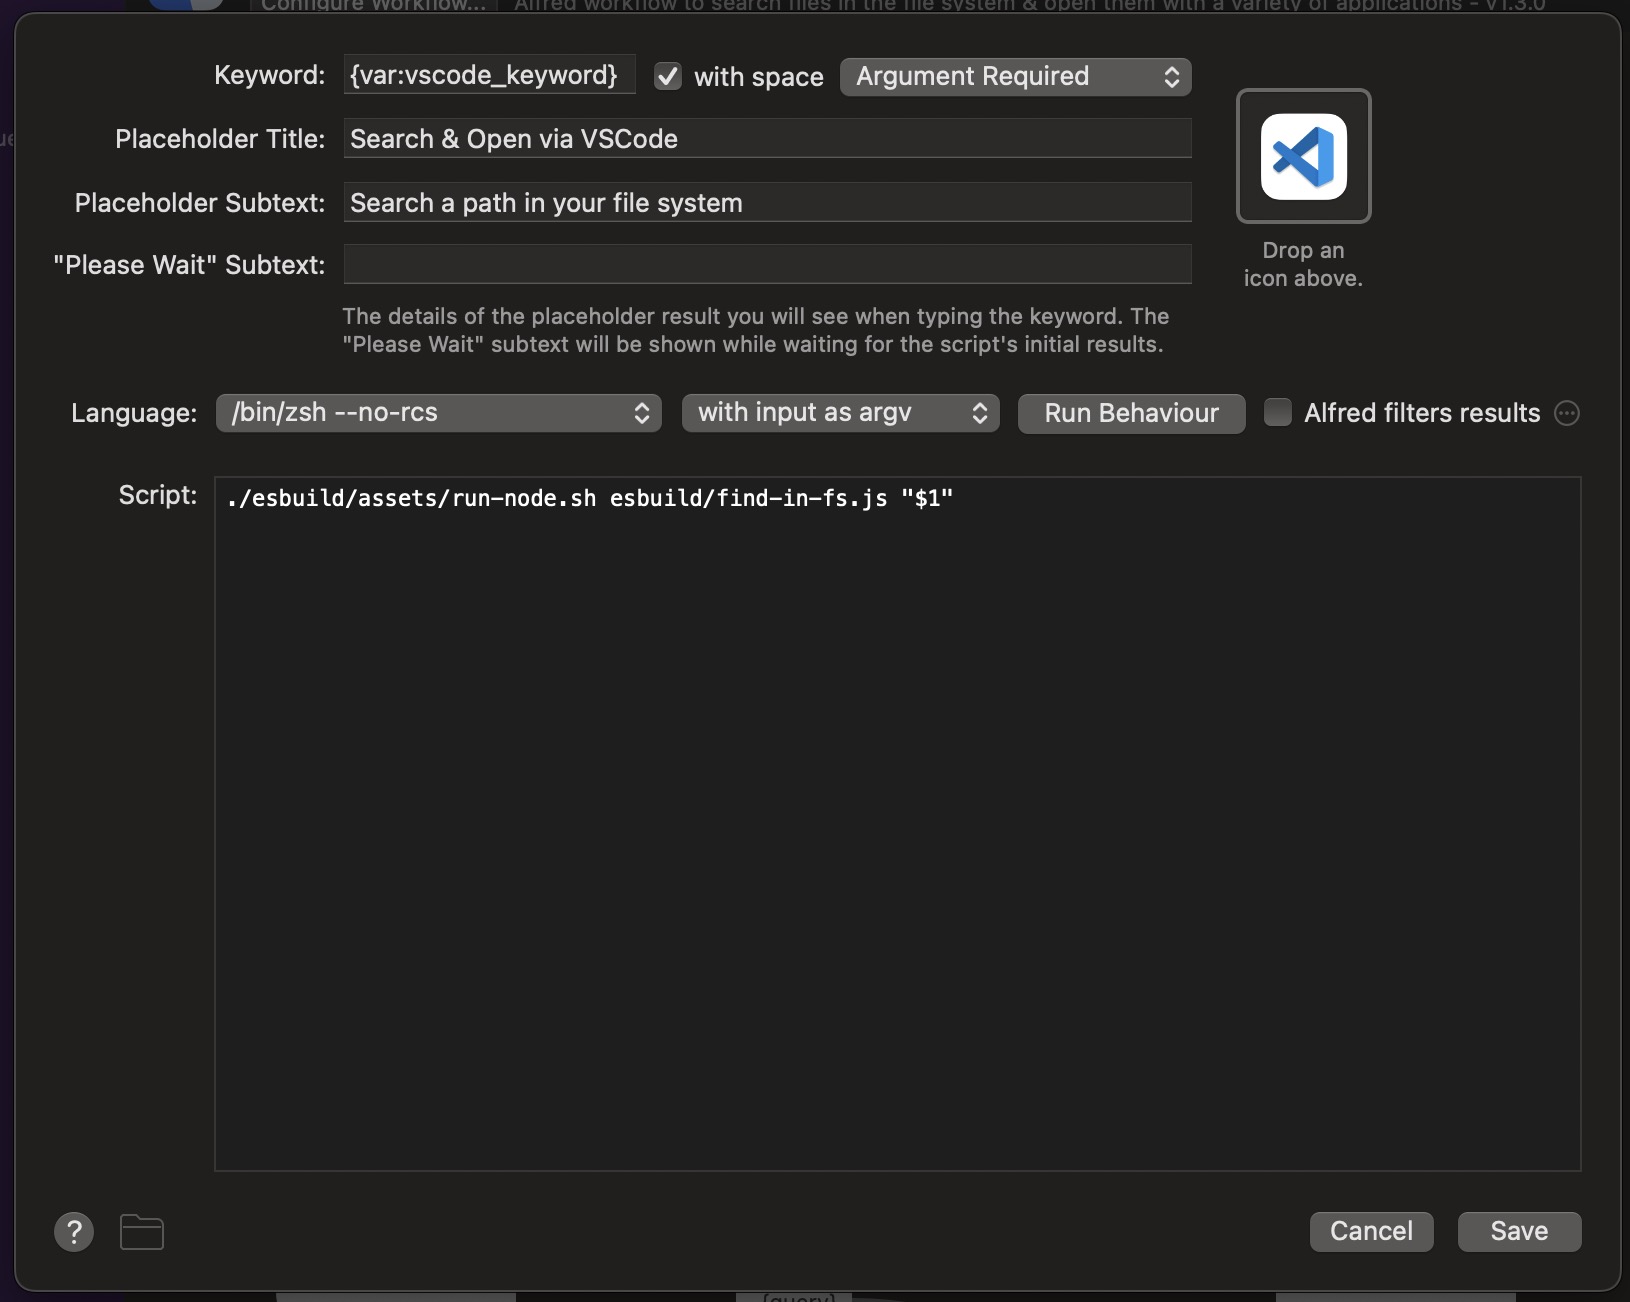 Configure Workflow...
Alfred workflow to search files in the file system & open them with a variety of applications - v1.3.0
Keyword: {var:vscode_keyword} with space Argument Required
Placeholder Title: Search & Open via VSCode
Placeholder Subtext: Search a path in your file system
"Please Wait" Subtext:
Drop an
icon above.
The details of the placeholder result you will see when typing the keyword. The
"Please Wait" subtext will be shown while waiting for the script's initial results.
Language: /bin/zsh --no-rcs with input as argv Run Behaviour Alfred filters results
Script: ./esbuild/assets/run-node.sh esbuild/find-in-fs.js "$1"
? Cancel Save
{query}